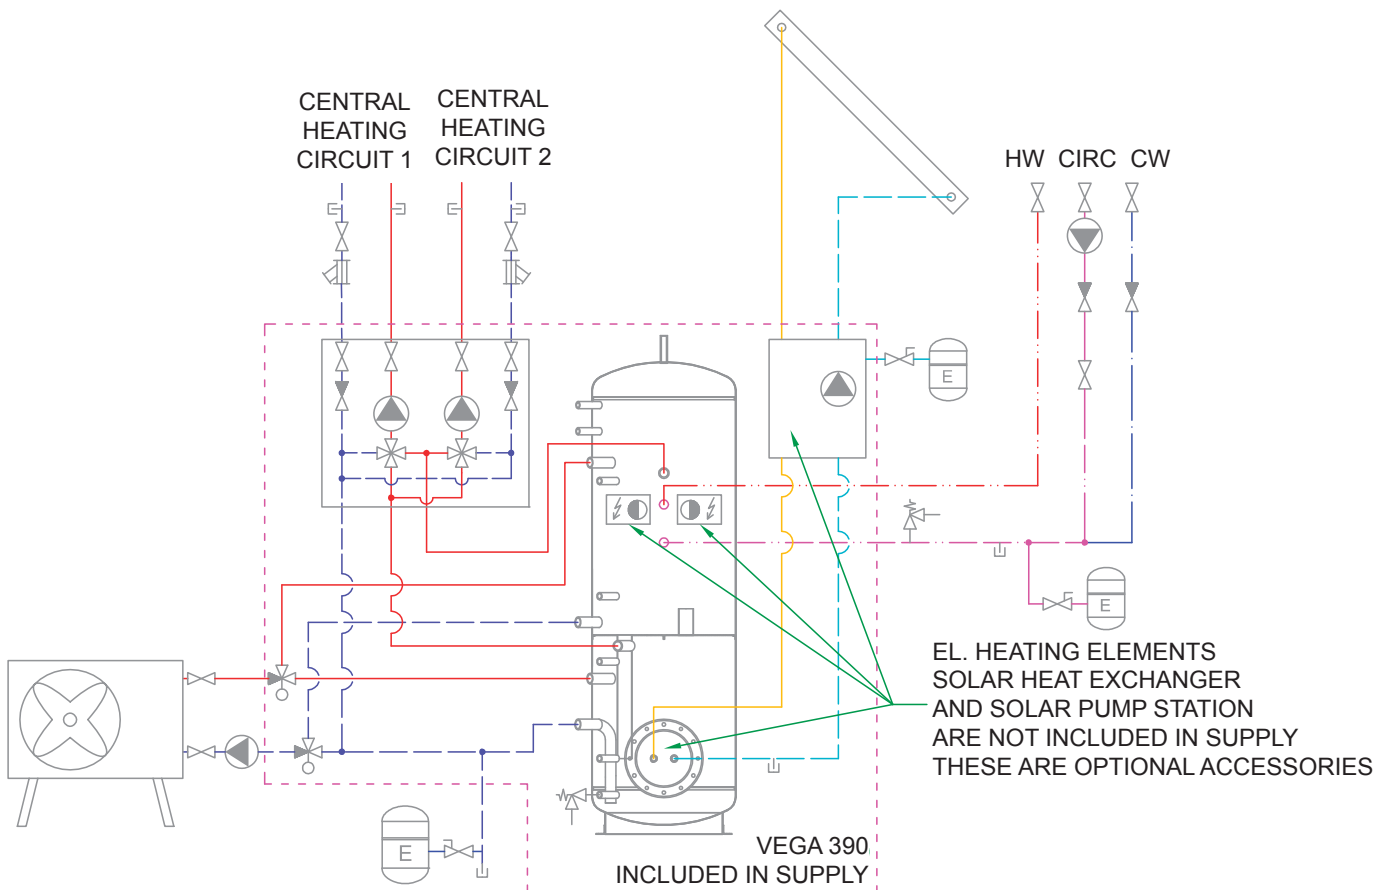 CENTRAL
HEATING
CIRCUIT 1
CENTRAL
HEATING
CIRCUIT 2
HW CIRC CW
E
E
EL. HEATING ELEMENTS
SOLAR HEAT EXCHANGER
AND SOLAR PUMP STATION
ARE NOT INCLUDED IN SUPPLY
THESE ARE OPTIONAL ACCESSORIES
E
VEGA 390
INCLUDED IN SUPPLY